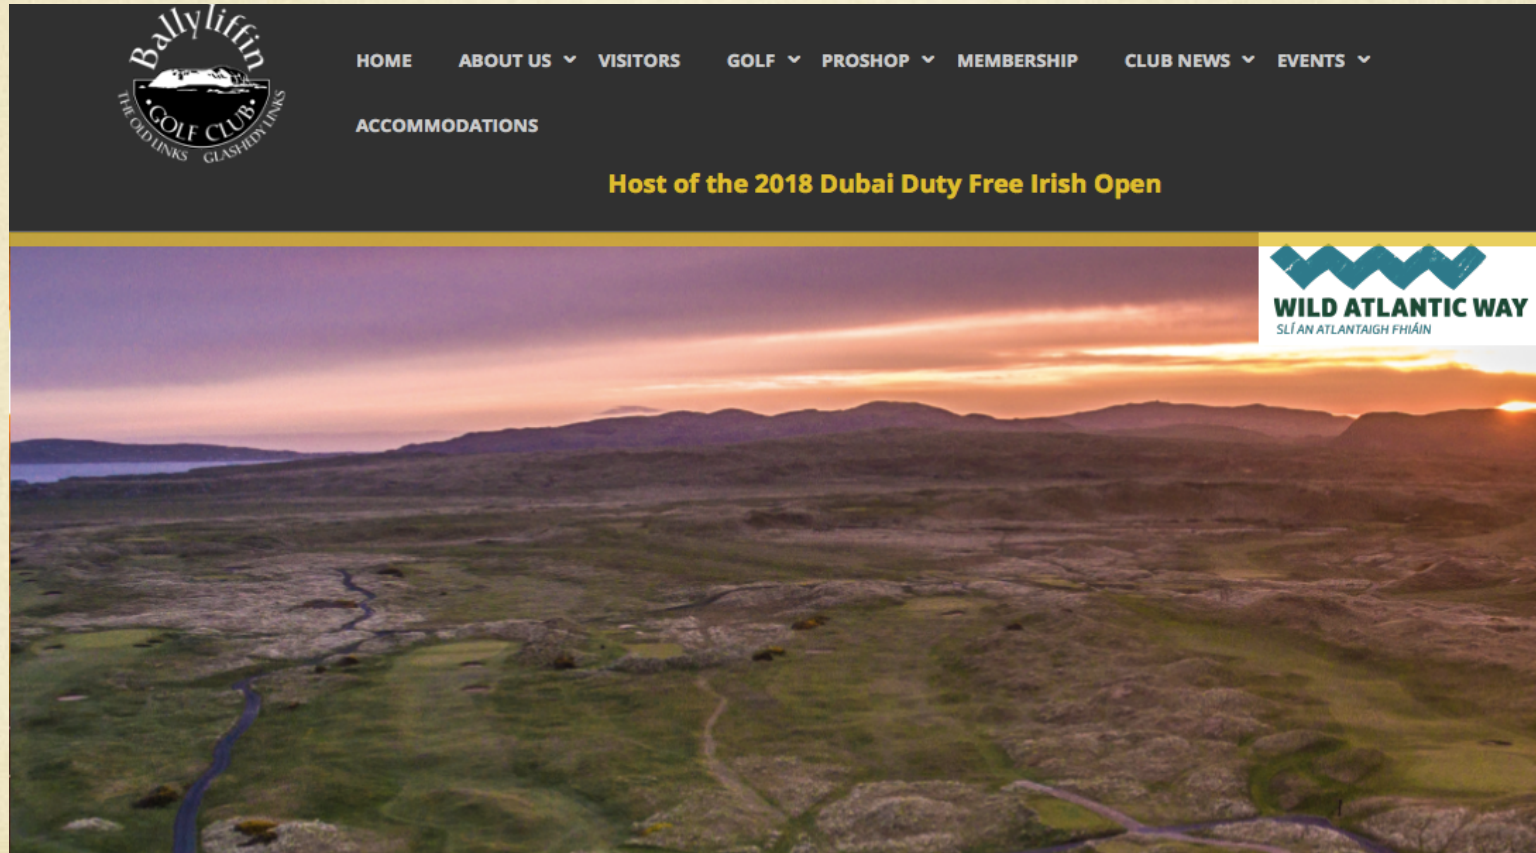 Ballyliffin
GOLF CLUB
THE OLD LINKS GLASHEDY LINKS
HOME ABOUT US VISITORS GOLF PROSHOP MEMBERSHIP CLUB NEWS EVENTS
ACCOMMODATIONS
Host of the 2018 Dubai Duty Free Irish Open
WILD ATLANTIC WAY
SLÍ AN ATLANTAIGH FHIÁIN